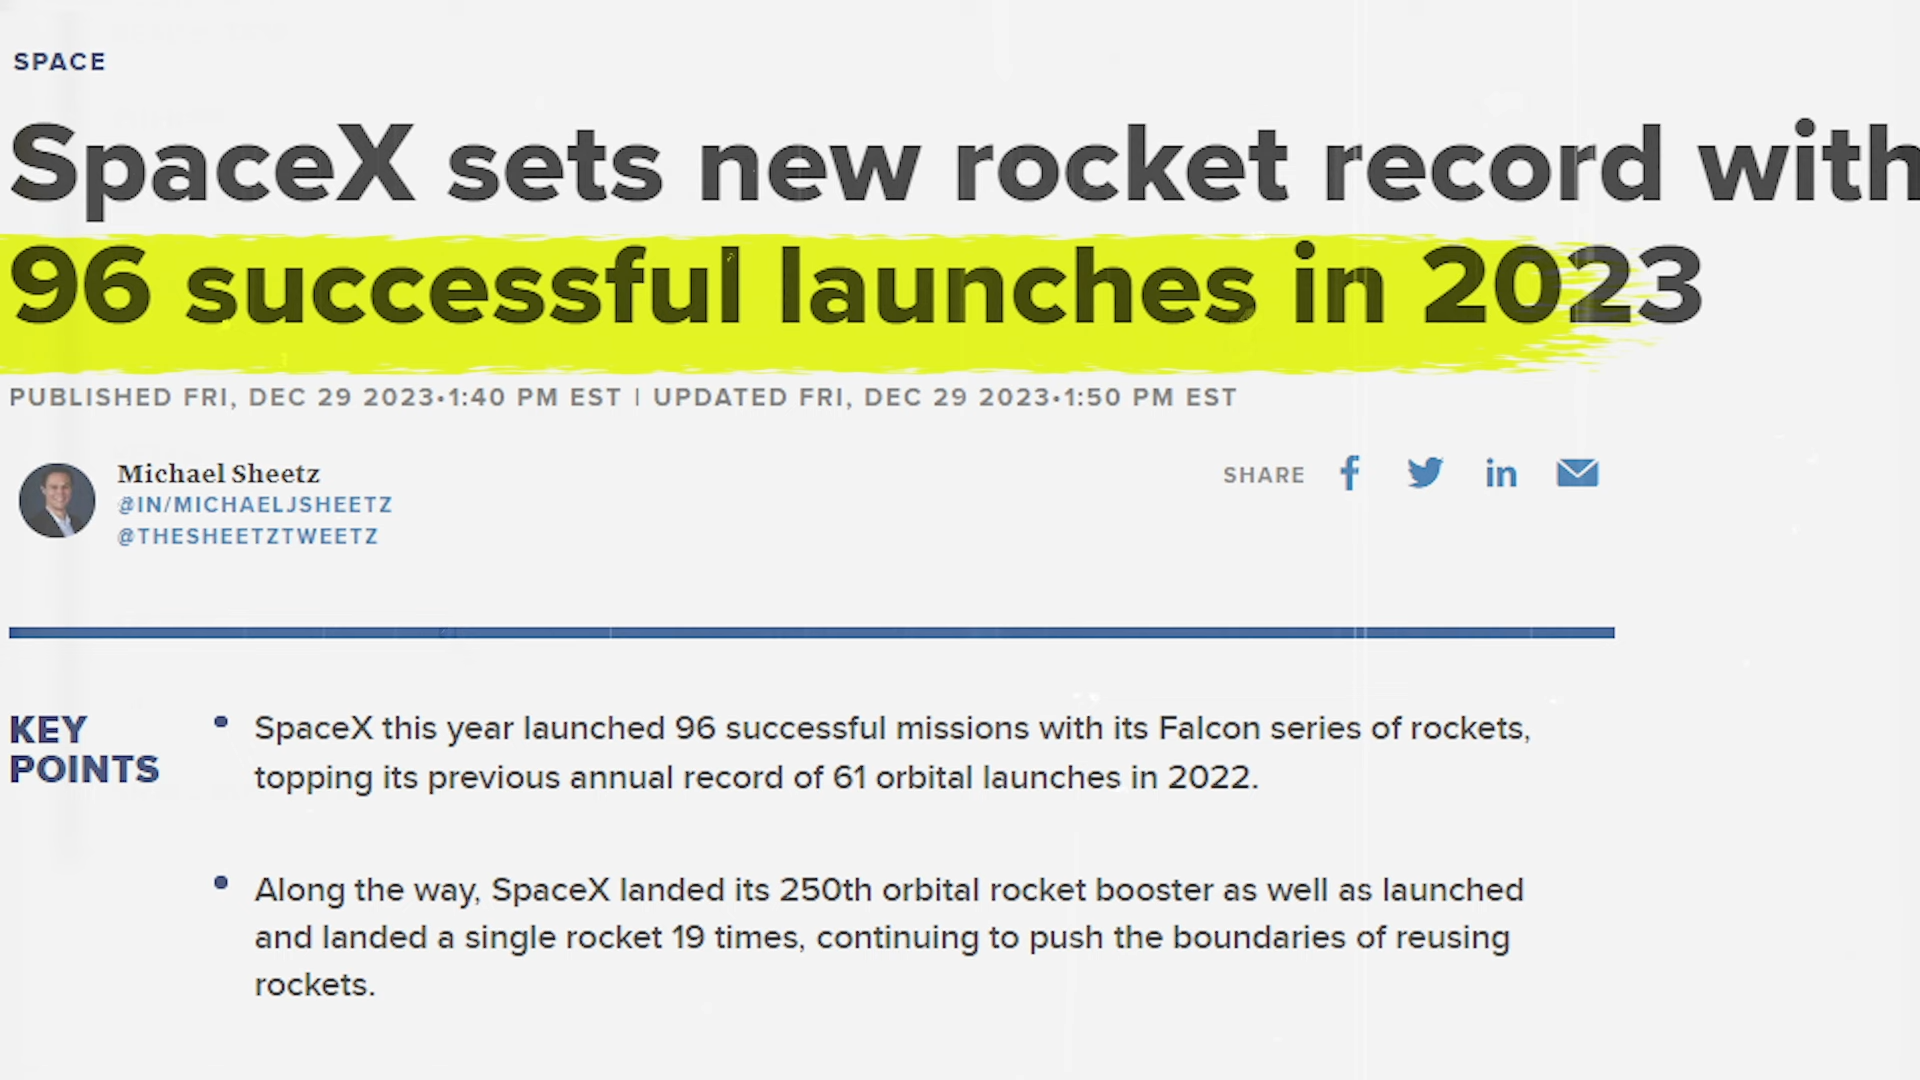 SPACE
SpaceX sets new rocket record with
96 successful launches in 2023
PUBLISHED FRI, DEC 29 2023•1:40 PM EST | UPDATED FRI, DEC 29 2023•1:50 PM EST
Michael Sheetz
@IN/MICHAELJSHEETZ
@THESHEETZTWEETZ
SHARE
KEY
POINTS
SpaceX this year launched 96 successful missions with its Falcon series of rockets,
topping its previous annual record of 61 orbital launches in 2022.
Along the way, SpaceX landed its 250th orbital rocket booster as well as launched
and landed a single rocket 19 times, continuing to push the boundaries of reusing
rockets.